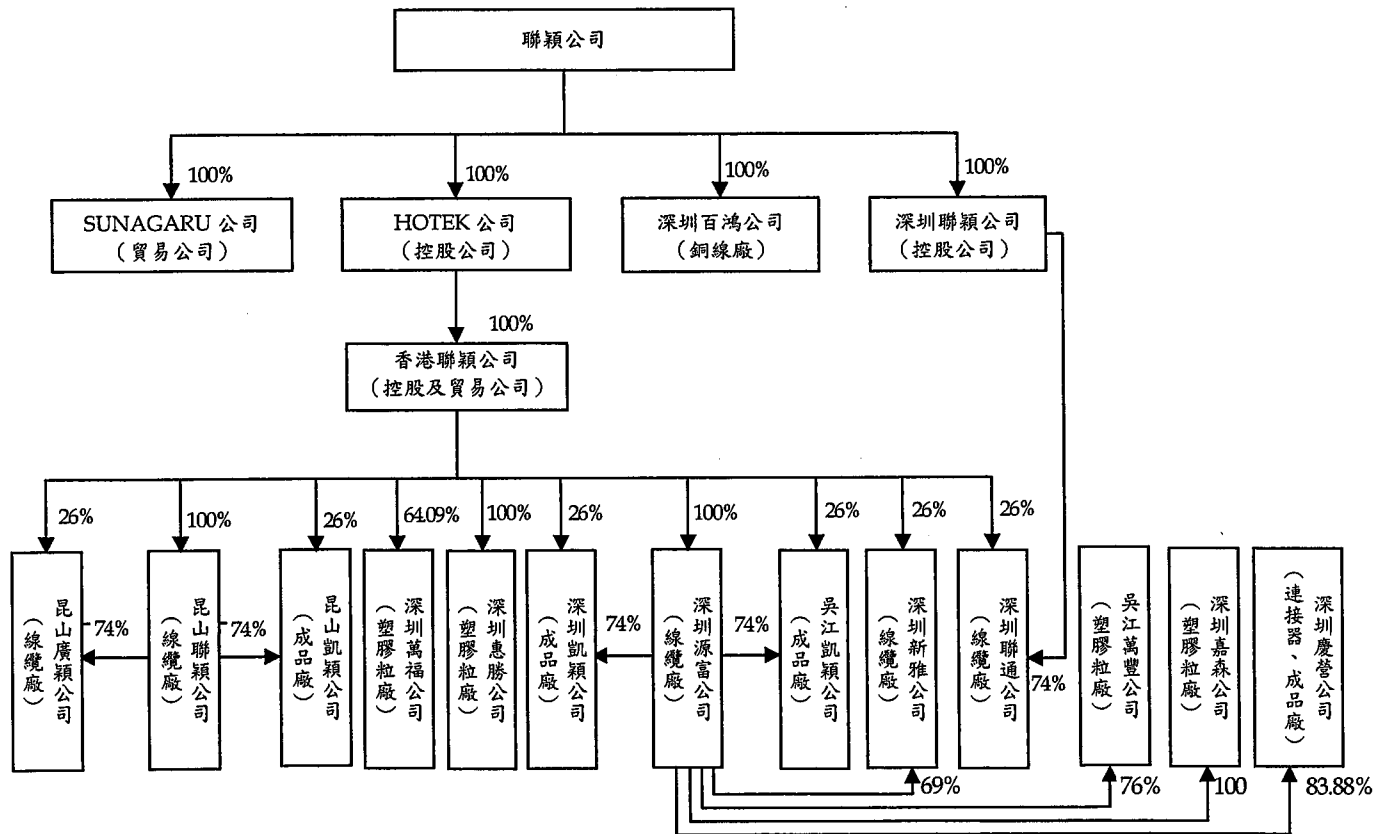 聯穎公司
100%
100%
100%
100%
SUNAGARU 公司
（貿易公司）
HOTEK 公司
（控股公司）
深圳百鴻公司
（銅線廠）
深圳聯穎公司
（控股公司）
100%
香港聯穎公司
（控股及貿易公司）
26%
100%
26%
64.09%
100%
26%
100%
26%
26%
26%
昆山廣穎公司
（線纜廠）
74%
昆山聯穎公司
（線纜廠）
74%
昆山凱穎公司
（成品廠）
深圳萬福公司
（塑膠粒廠）
深圳惠勝公司
（塑膠粒廠）
深圳凱穎公司
（成品廠）
74%
深圳源富公司
（線纜廠）
74%
吳江凱穎公司
（成品廠）
深圳新雅公司
（線纜廠）
深圳聯通公司
（線纜廠）
74%
吳江萬豐公司
（塑膠粒廠）
深圳嘉森公司
（塑膠粒廠）
深圳慶營公司
（連接器、成品廠）
69%
76%
100
83.88%